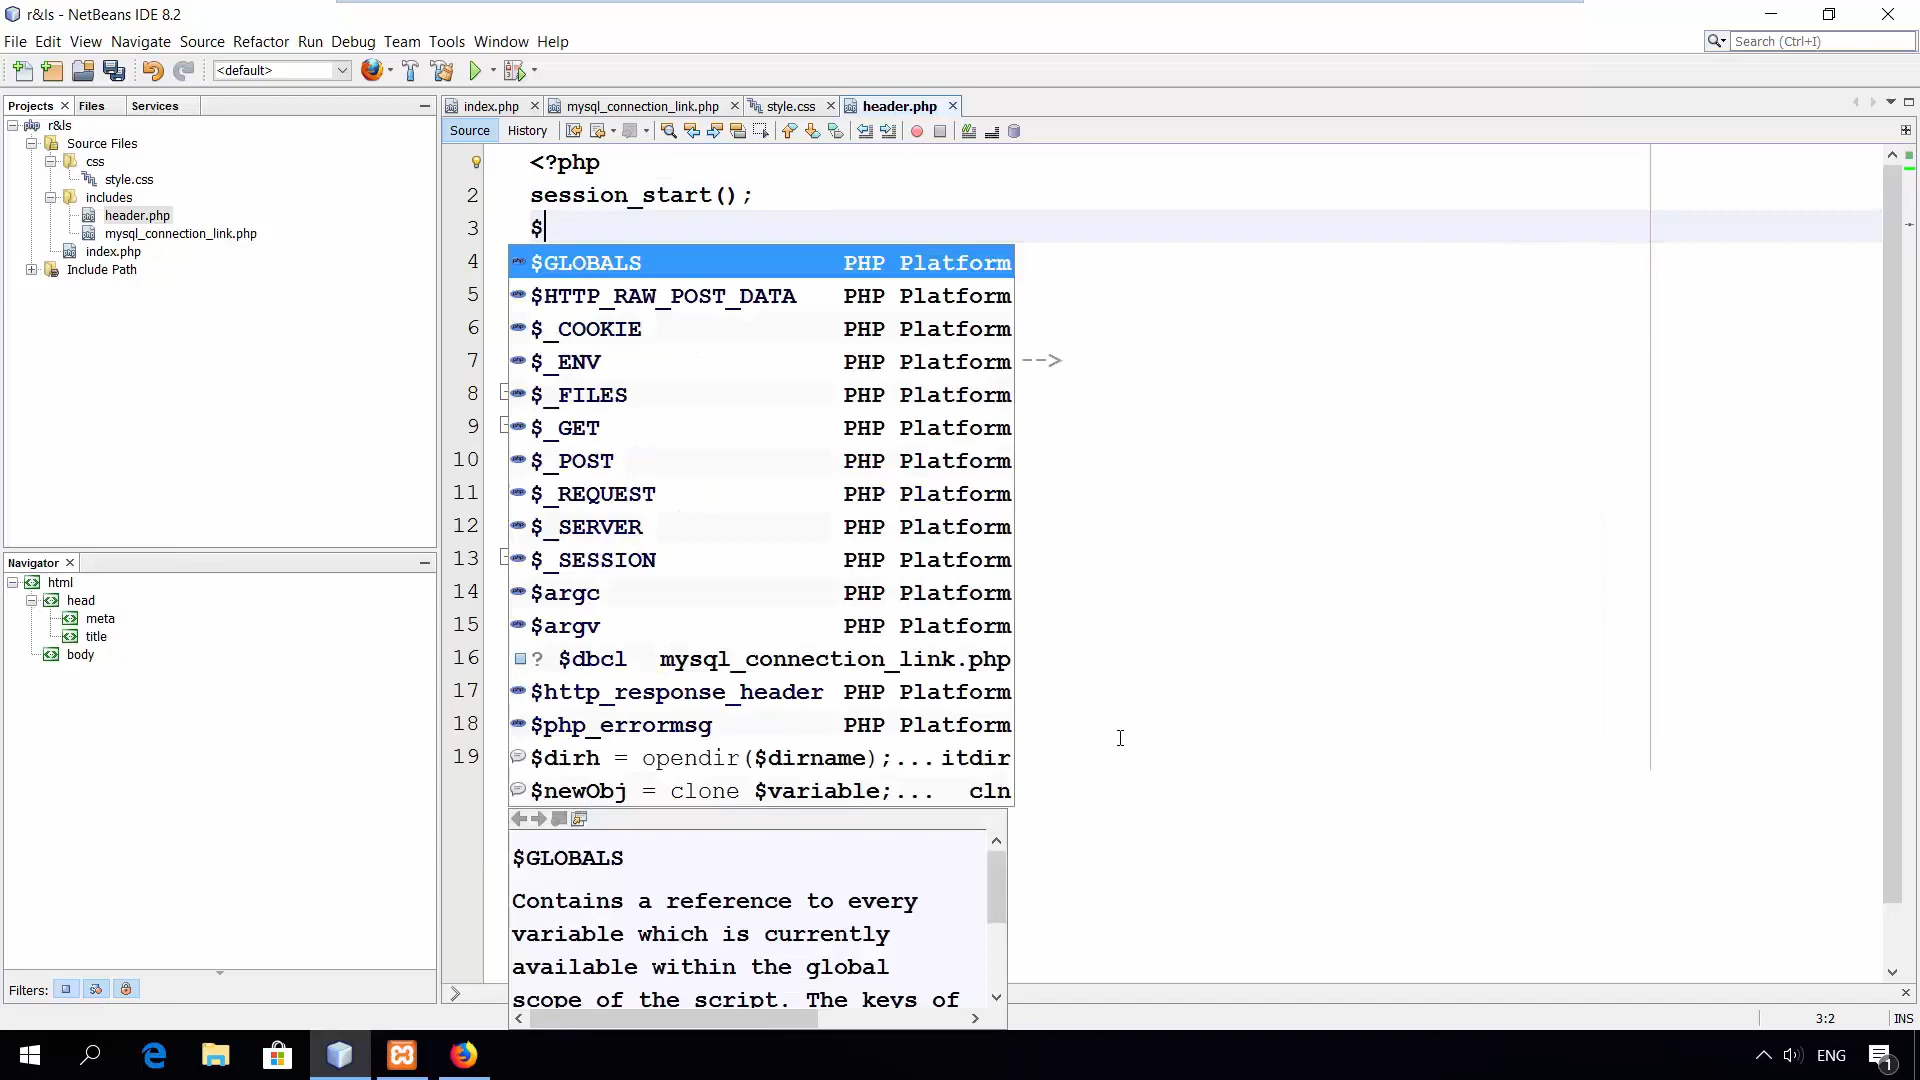 r&ls - NetBeans IDE 8.2
File Edit View Navigate Source Refactor Run Debug Team Tools Window Help
Search (Ctrl+I)
<default>
Projects Files Services
index.php mysql_connection_link.php style.css header.php
r&ls
Source Files
css
style.css
includes
header.php
mysql_connection_link.php
index.php
Include Path
Source History
<?php
2 session_start();
3 $
4 $GLOBALS PHP Platform
5 $HTTP_RAW_POST_DATA PHP Platform
6 $_COOKIE PHP Platform
7 $_ENV PHP Platform -->
8 $_FILES PHP Platform
9 $_GET PHP Platform
10 $_POST PHP Platform
11 $_REQUEST PHP Platform
12 $_SERVER PHP Platform
13 $_SESSION PHP Platform
14 $argc PHP Platform
15 $argv PHP Platform
16 ? $dbcl mysql_connection_link.php
17 $http_response_header PHP Platform
18 $php_errormsg PHP Platform
19 $dirh = opendir($dirname);... itdir
$newObj = clone $variable;... cln
$GLOBALS
Contains a reference to every
variable which is currently
available within the global
scope of the script. The keys of
Navigator
html
head
meta
title
body
Filters:
3:2 INS
ENG
1